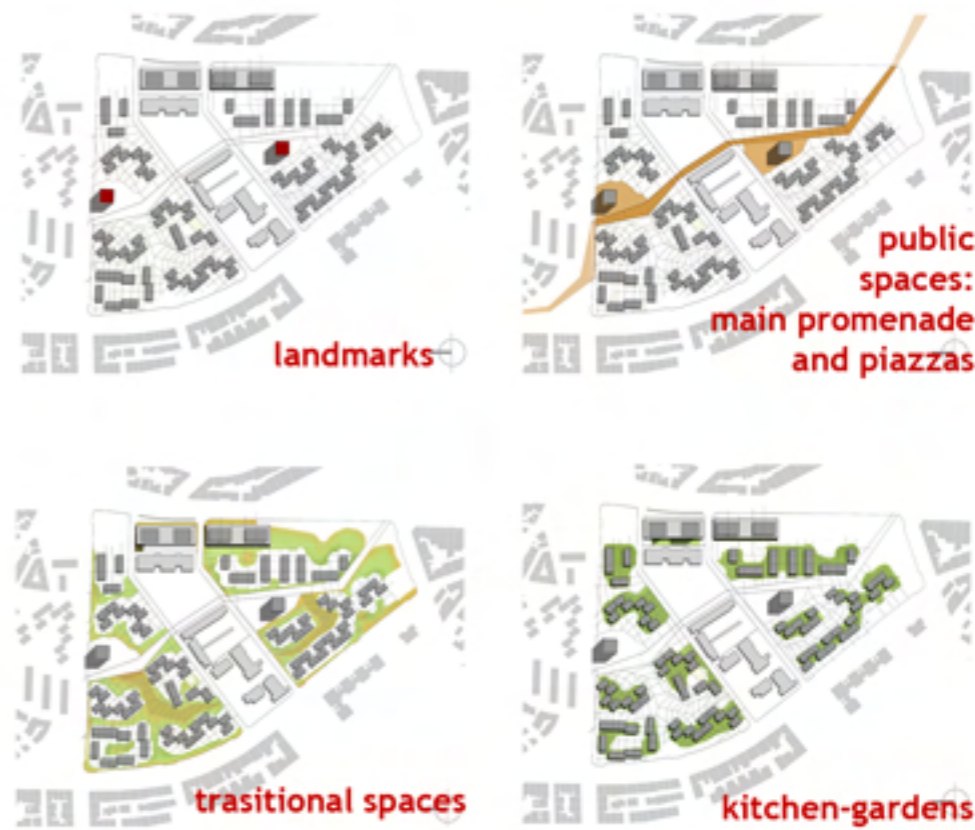 landmarks
public
spaces:
main promenade
and piazzas
trasitional spaces
kitchen-gardens